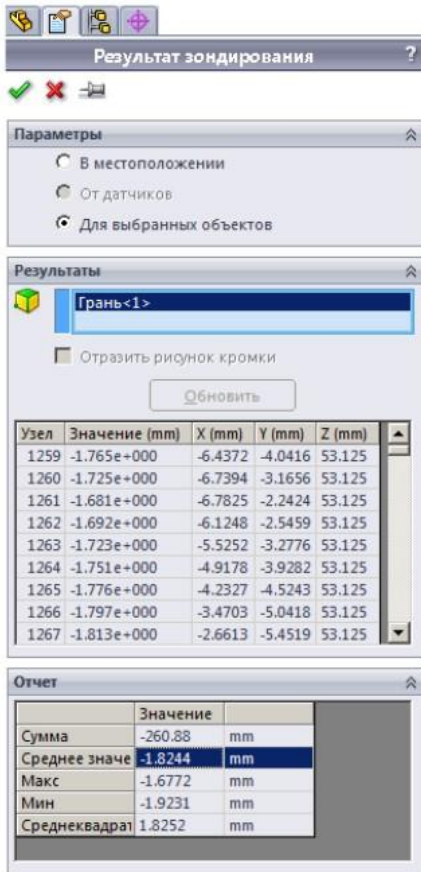 Результат зондирования ?
Параметры
В местоположении
От датчиков
Для выбранных объектов
Результаты
Грань<1>
Отразить рисунок кромки
Обновить
Узел Значение (mm) X (mm) Y (mm) Z (mm)
1259 -1.765e+000 -6.4372 -4.0416 53.125
1260 -1.725e+000 -6.7394 -3.1656 53.125
1261 -1.681e+000 -6.7825 -2.2424 53.125
1262 -1.692e+000 -6.1248 -2.5459 53.125
1263 -1.723e+000 -5.5252 -3.2776 53.125
1264 -1.751e+000 -4.9178 -3.9282 53.125
1265 -1.776e+000 -4.2327 -4.5243 53.125
1266 -1.797e+000 -3.4703 -5.0418 53.125
1267 -1.813e+000 -2.6613 -5.4519 53.125
Отчет
Значение
Сумма -260.88 mm
Среднее значе -1.8244 mm
Макс -1.6772 mm
Мин -1.9231 mm
Среднеквадрат 1.8252 mm